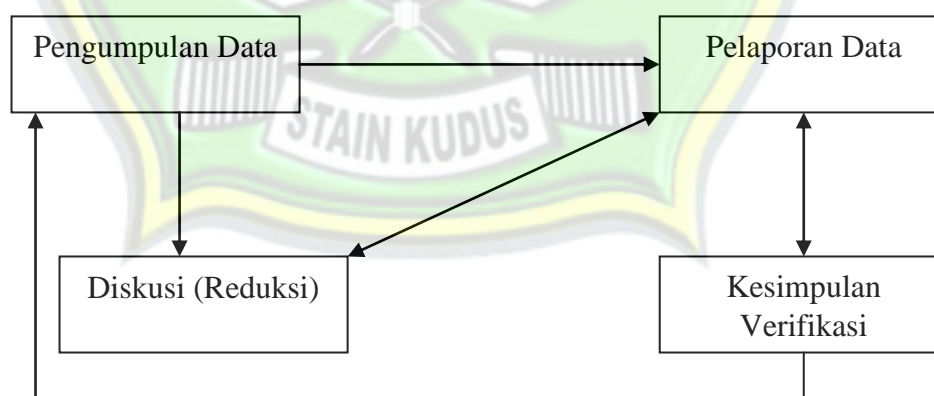 Pengumpulan Data
Pelaporan Data
STAIN KUDUS
Diskusi (Reduksi)
Kesimpulan
Verifikasi